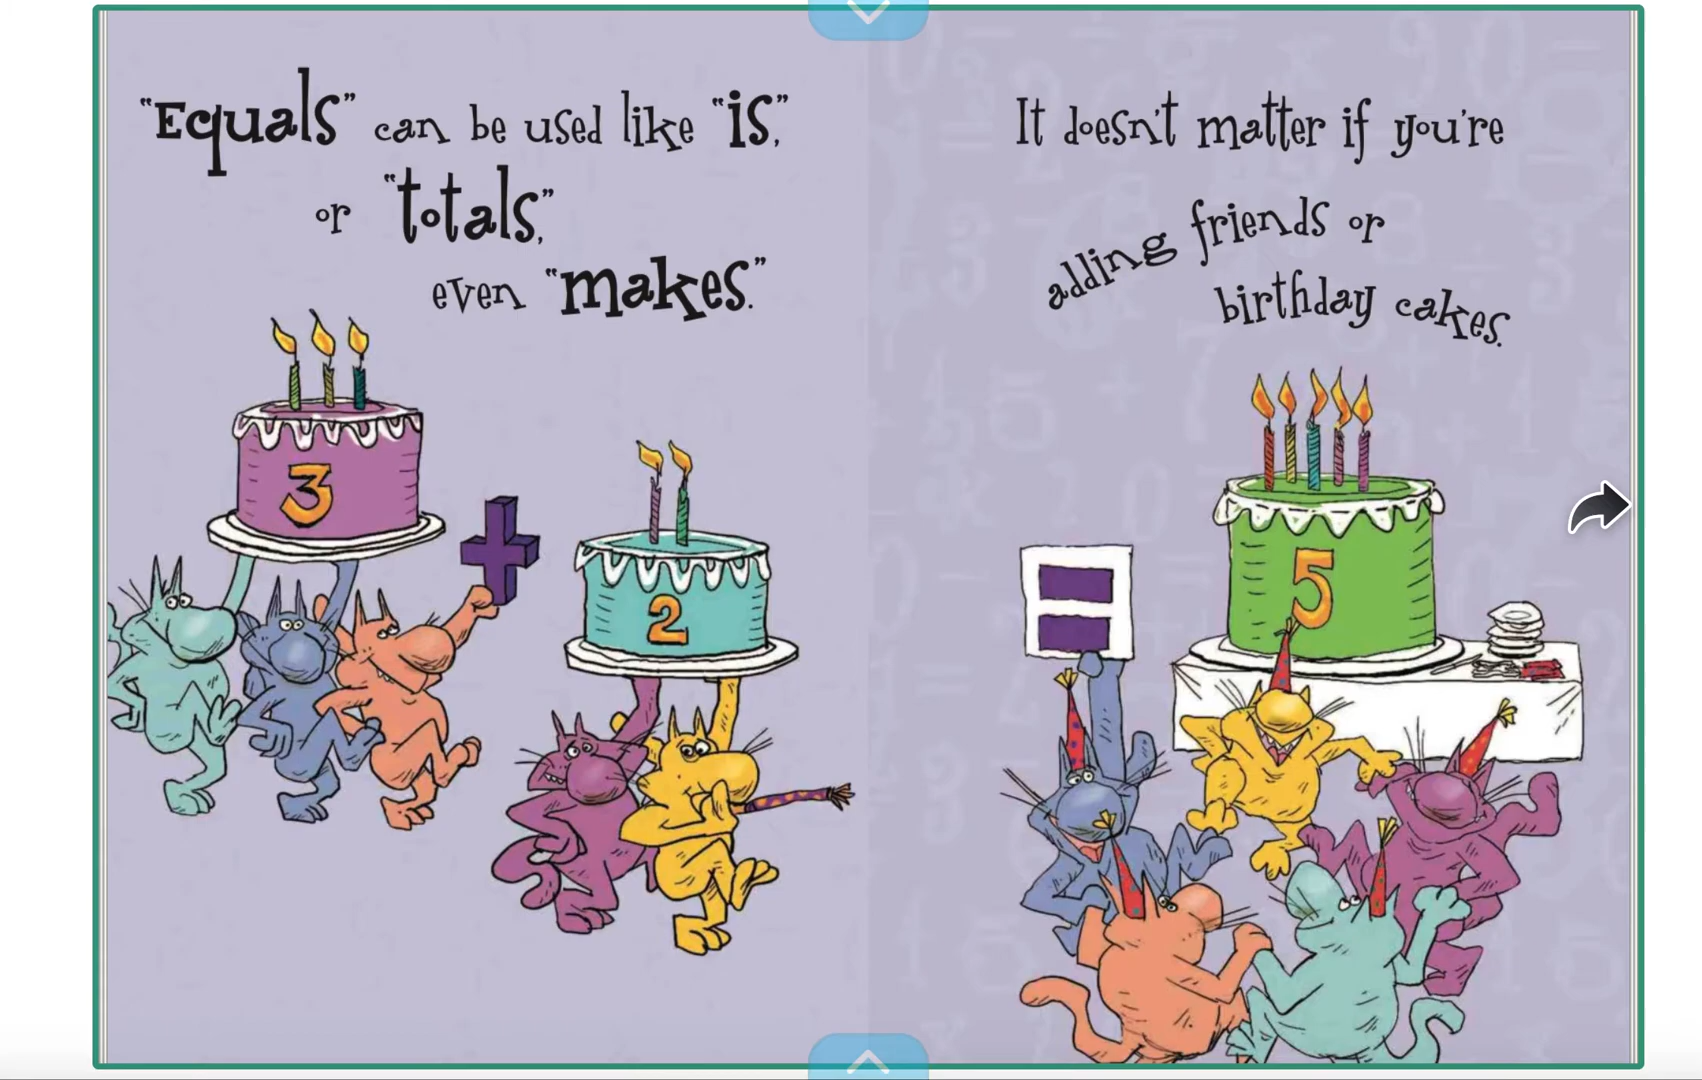 “Equals” can be used like “is,”
or “totals,”
even “makes.”
3
+
2
It doesn't matter if you're
adding friends or
birthday cakes.
=
5